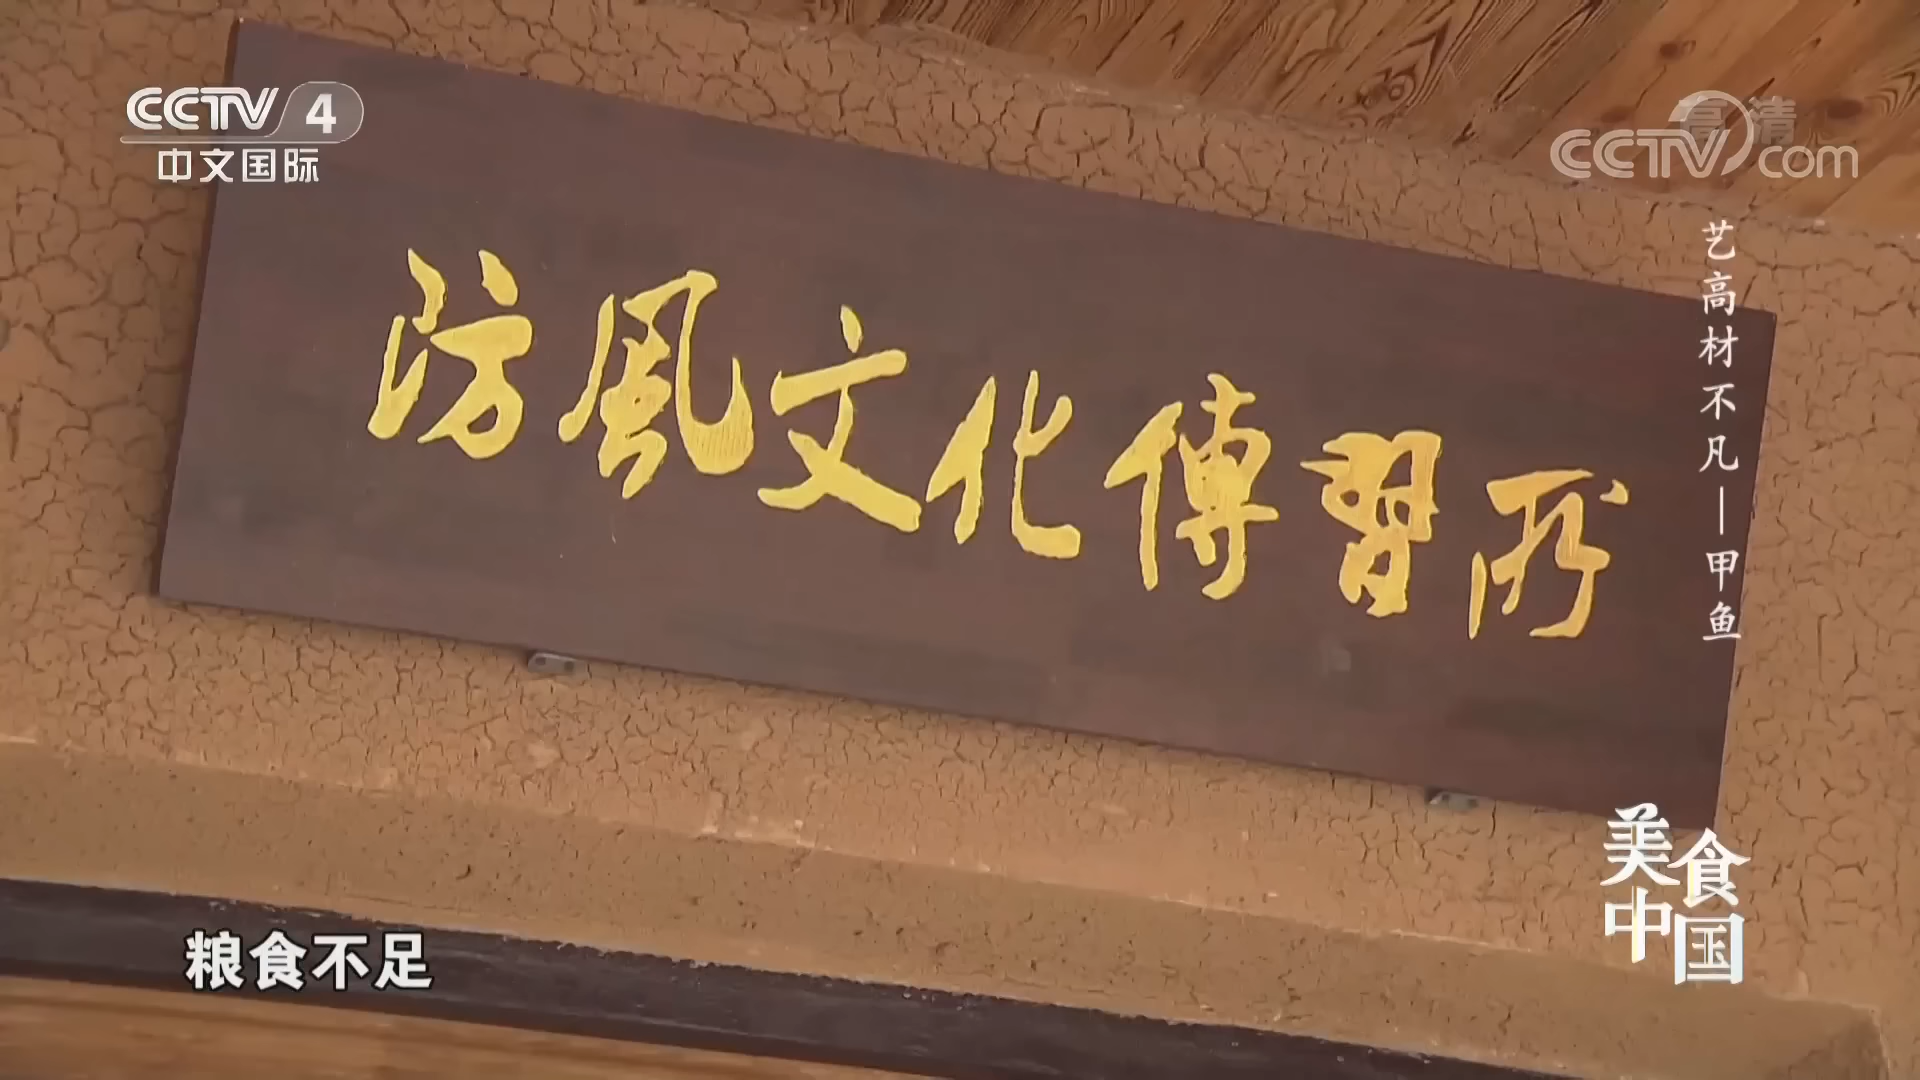 CCTV 4
中文国际
高清
CCTV.com
防風文化傳習所
艺高材不凡—甲鱼
美食中国
粮食不足